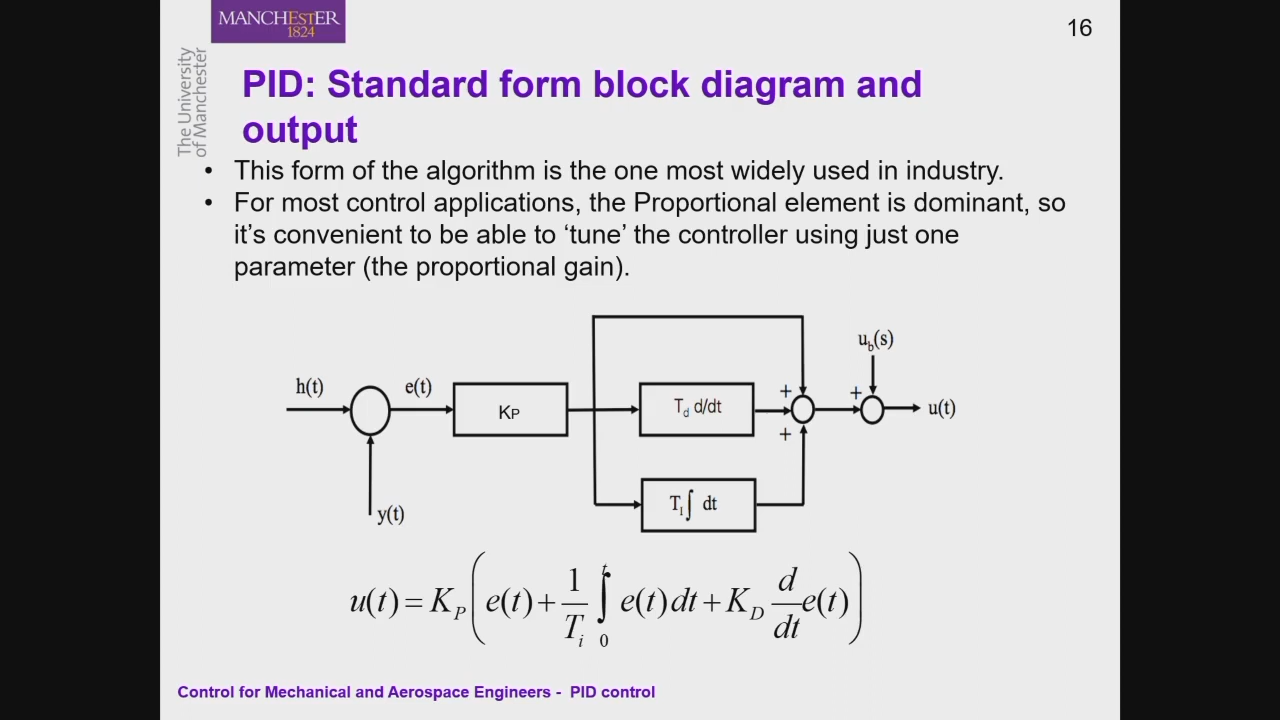 MANCHESTER
1824
The University
of Manchester
16
PID: Standard form block diagram and
output
• This form of the algorithm is the one most widely used in industry.
• For most control applications, the Proportional element is dominant, so
it’s convenient to be able to ‘tune’ the controller using just one
parameter (the proportional gain).
h(t)
e(t)
KP
T_d d/dt
T_I ∫ dt
y(t)
+
+
+
u_b(s)
u(t)
u(t) = K_P ( e(t) + 1/T_i ∫_0^t e(t) dt + K_D d/dt e(t) )
Control for Mechanical and Aerospace Engineers - PID control